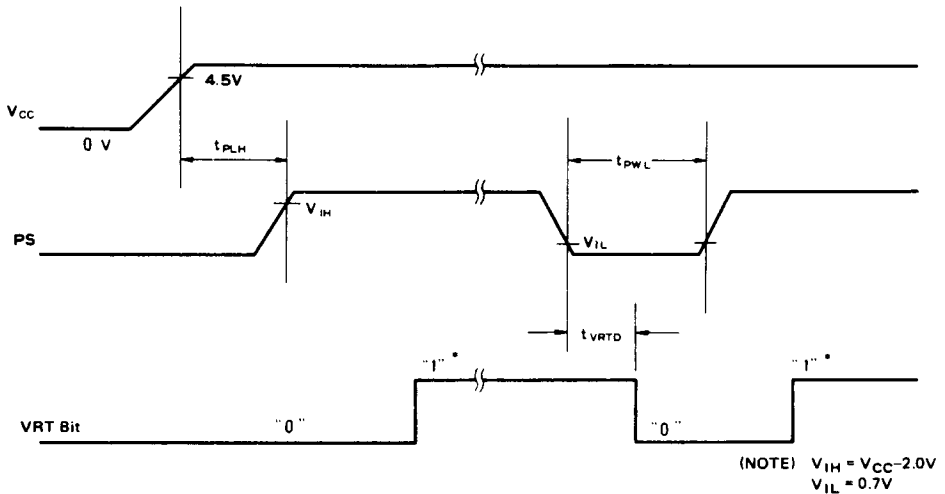 4.5V
V_CC
0 V
t_PLH
t_PWL
V_IH
PS
V_IL
t_VRTD
"1" *
"1" *
VRT Bit
"0"
"0"
(NOTE) V_IH = V_CC−2.0V
V_IL = 0.7V